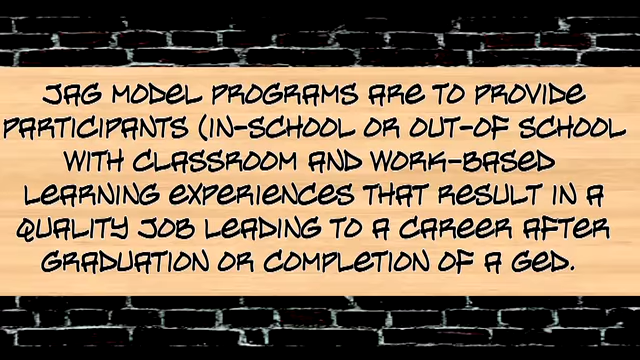 JAG MODEL PROGRAMS ARE TO PROVIDE
PARTICIPANTS (IN-SCHOOL OR OUT-OF SCHOOL
WITH CLASSROOM AND WORK-BASED
LEARNING EXPERIENCES THAT RESULT IN A
QUALITY JOB LEADING TO A CAREER AFTER
GRADUATION OR COMPLETION OF A GED.